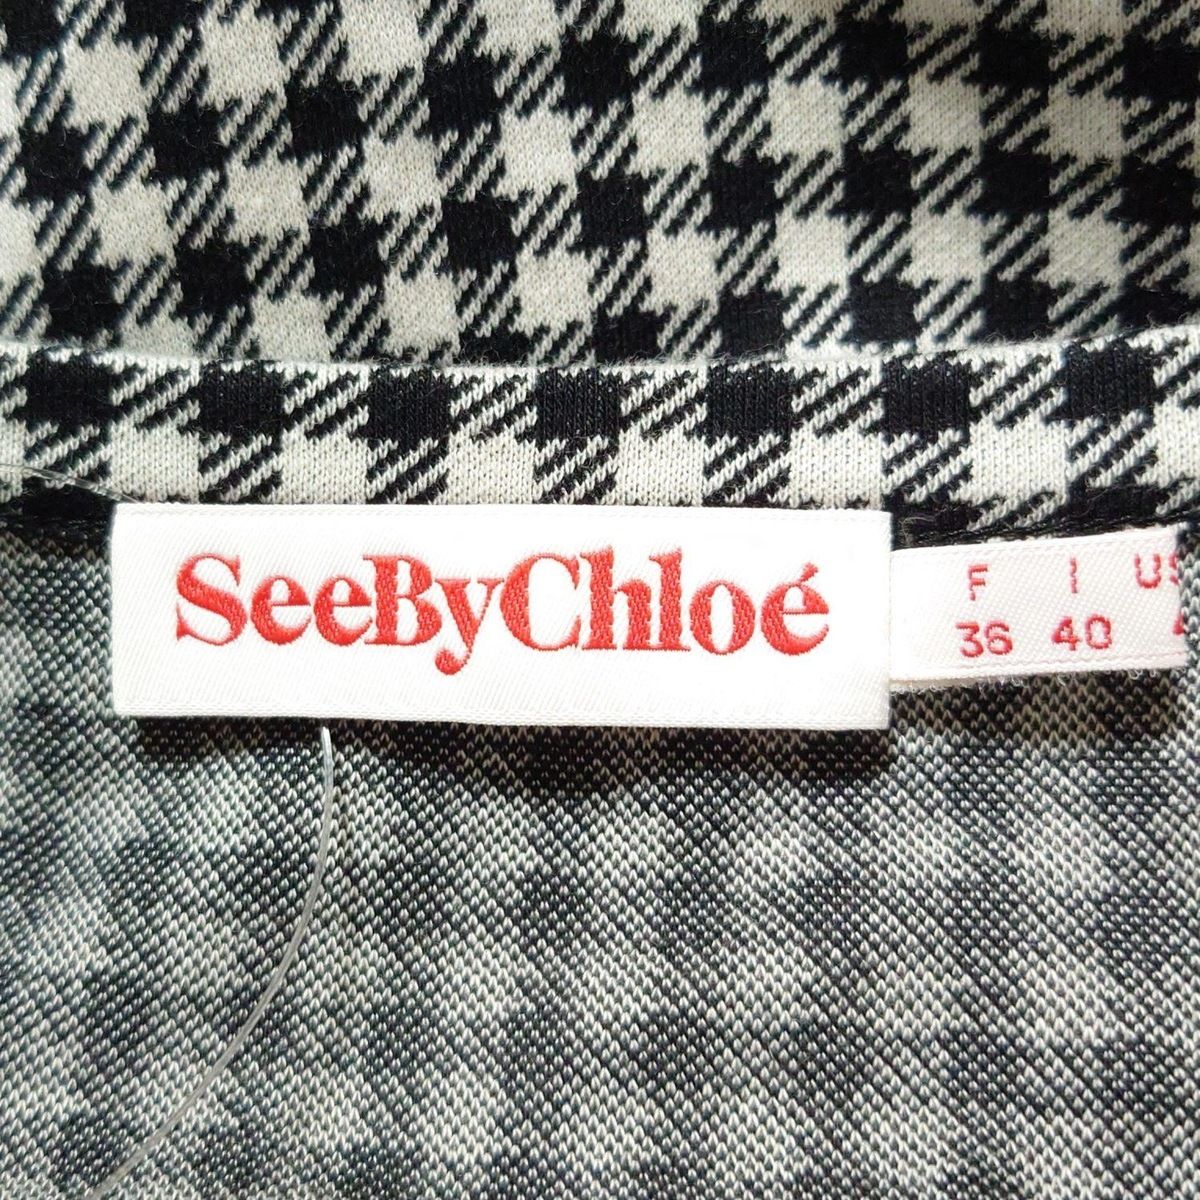 SeeByChloé
F I US
36 40